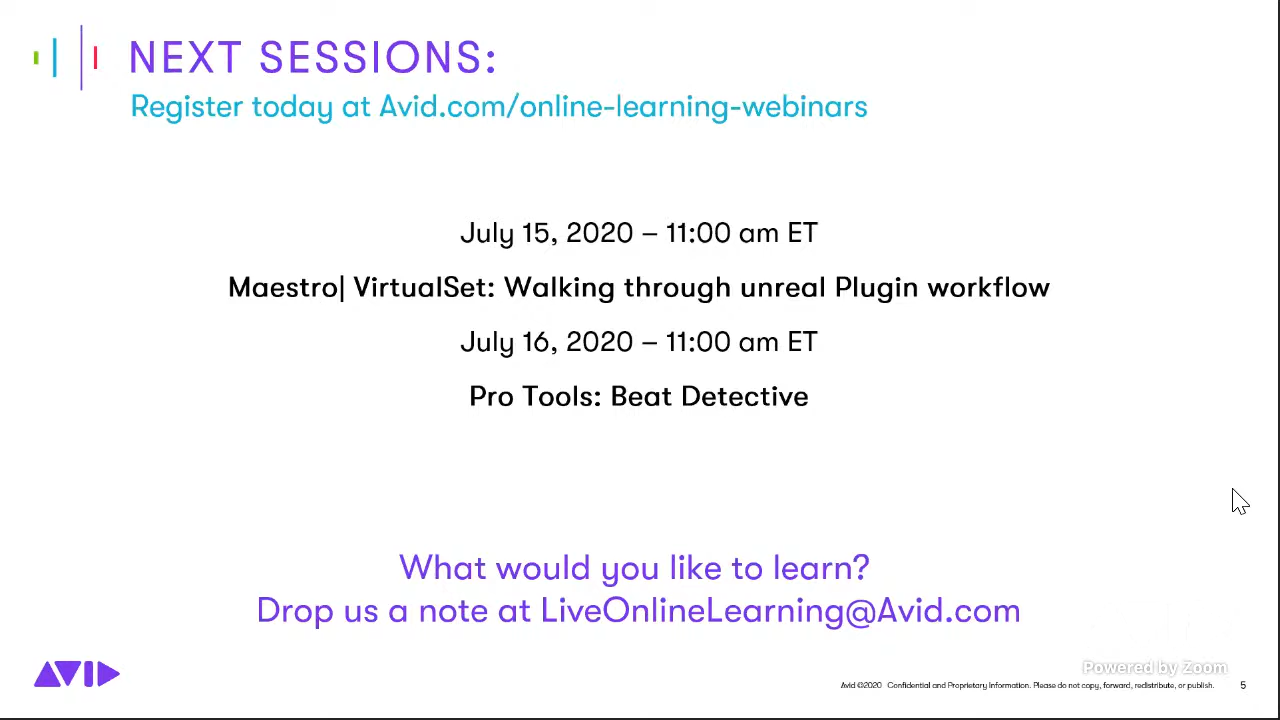 NEXT SESSIONS:
Register today at Avid.com/online-learning-webinars
July 15, 2020 – 11:00 am ET
Maestro| VirtualSet: Walking through unreal Plugin workflow
July 16, 2020 – 11:00 am ET
Pro Tools: Beat Detective
What would you like to learn?
Drop us a note at LiveOnlineLearning@Avid.com
Powered by Zoom
AVID
Avid ©2020 Confidential and Proprietary Information. Please do not copy, forward, redistribute, or publish.
5